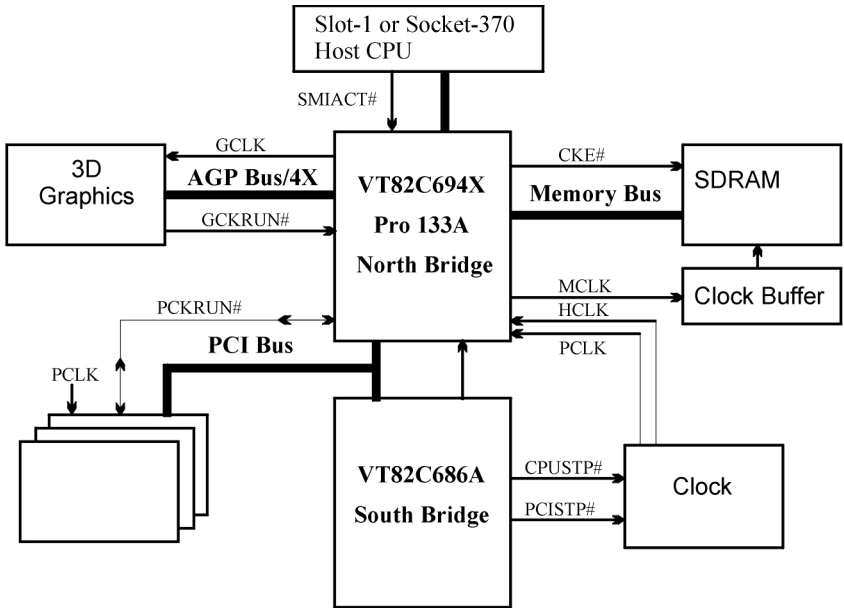 Slot-1 or Socket-370
Host CPU
SMIACT#
GCLK
3D
Graphics
AGP Bus/4X
GCKRUN#
VT82C694X
Pro 133A
North Bridge
CKE#
Memory Bus
SDRAM
MCLK
Clock Buffer
HCLK
PCLK
PCKRUN#
PCI Bus
PCLK
VT82C686A
South Bridge
CPUSTP#
PCISTP#
Clock